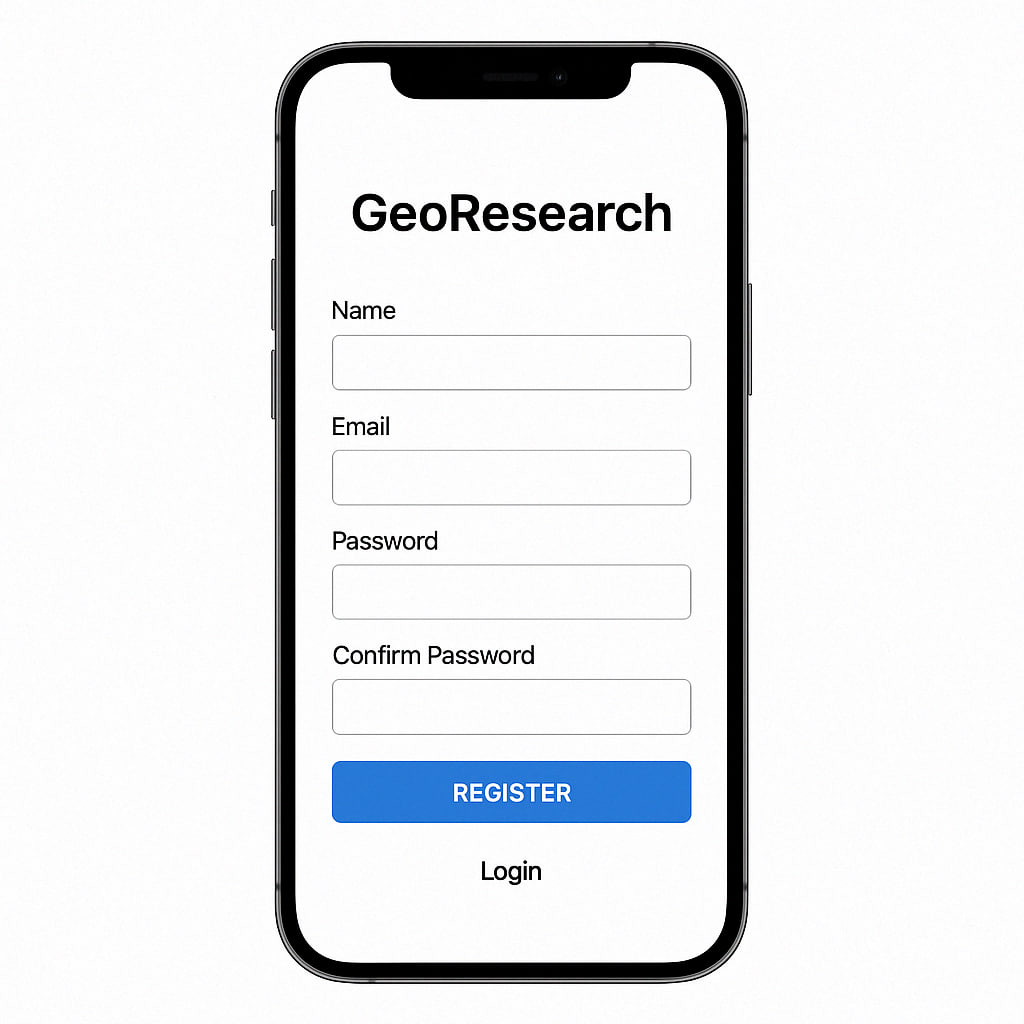 GeoResearch
Name
Email
Password
Confirm Password
REGISTER
Login